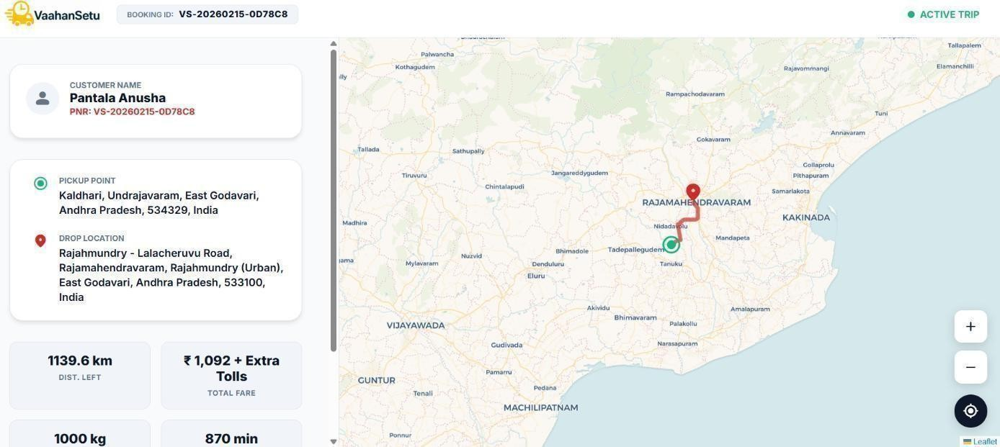 VaahanSetu
BOOKING ID: VS-20260215-0D78C8
ACTIVE TRIP
CUSTOMER NAME
Pantala Anusha
PNR: VS-20260215-0D78C8
PICKUP POINT
Kaldhari, Undrajavaram, East Godavari,
Andhra Pradesh, 534329, India
DROP LOCATION
Rajahmundry - Lalacheruvu Road,
Rajamahendravaram, Rajahmundry (Urban),
East Godavari, Andhra Pradesh, 533100,
India
1139.6 km
DIST. LEFT
₹ 1,092 + Extra
Tolls
TOTAL FARE
1000 kg
870 min
Tallapalem
Palwancha
Kothagudem
Rajavommangi
Elamanchili
Rampachodavaram
Tuni
Annavaram
Gokavaram
Tallada
Sathupally
Gollaprolu
Pithapuram
Tiruvuru
Jangareddygudem
Chintalapudi
Samarlakota
RAJAMAHENDRAVARAM
KAKINADA
Madhira
Nidadavolu
Mandapeta
Tadepallegudem
Bhimadole
Nuzvid
Mylavaram
Denduluru
Tanuku
Eluru
Akividu
Bhimavaram
Amalapuram
Palakollu
VIJAYAWADA
Gudivada
Narasapuram
Pamarru
GUNTUR
Tenali
Pedana
MACHILIPATNAM
Ponnur
+
−
Leaflet